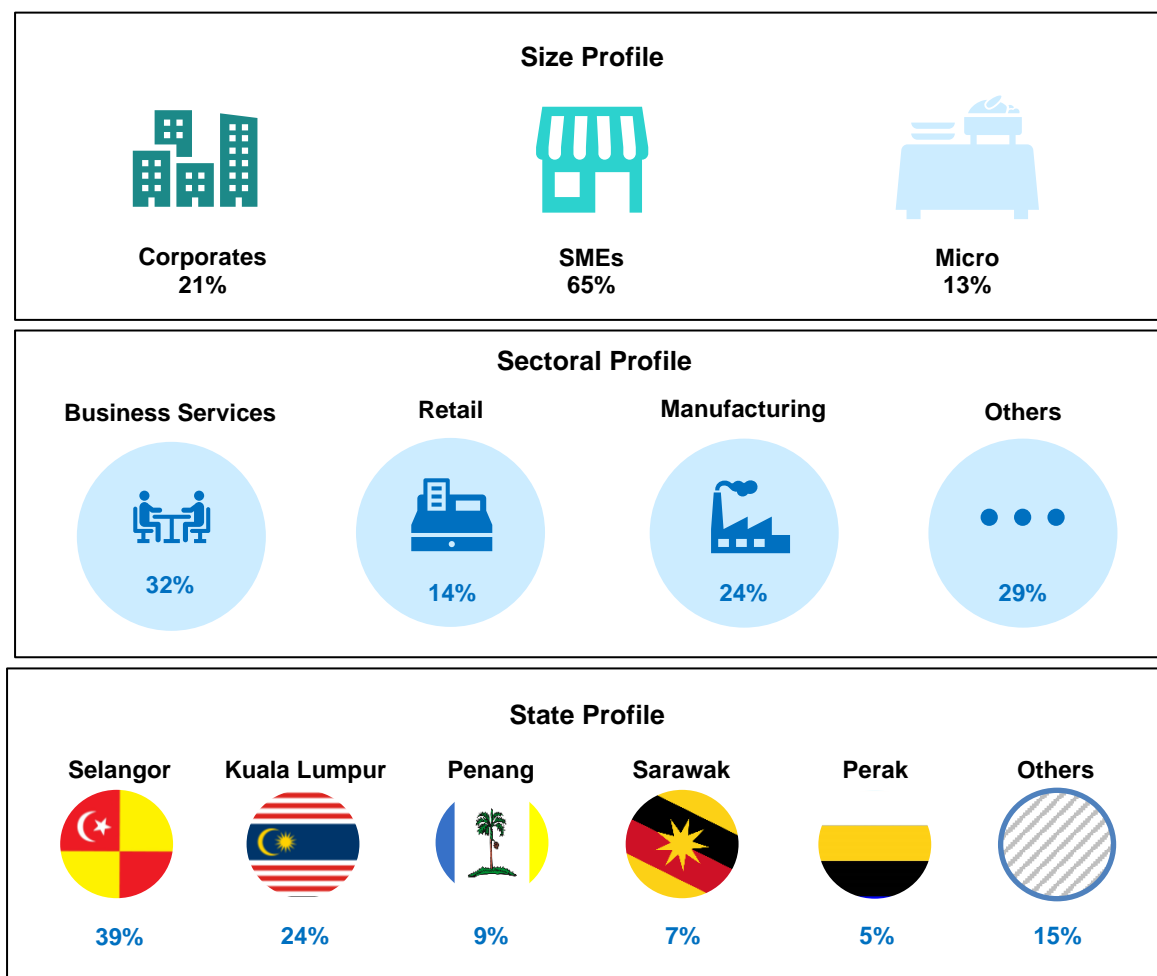 Size Profile
Corporates
21%
SMEs
65%
Micro
13%
Sectoral Profile
Business Services
32%
Retail
14%
Manufacturing
24%
Others
29%
State Profile
Selangor
39%
Kuala Lumpur
24%
Penang
9%
Sarawak
7%
Perak
5%
Others
15%